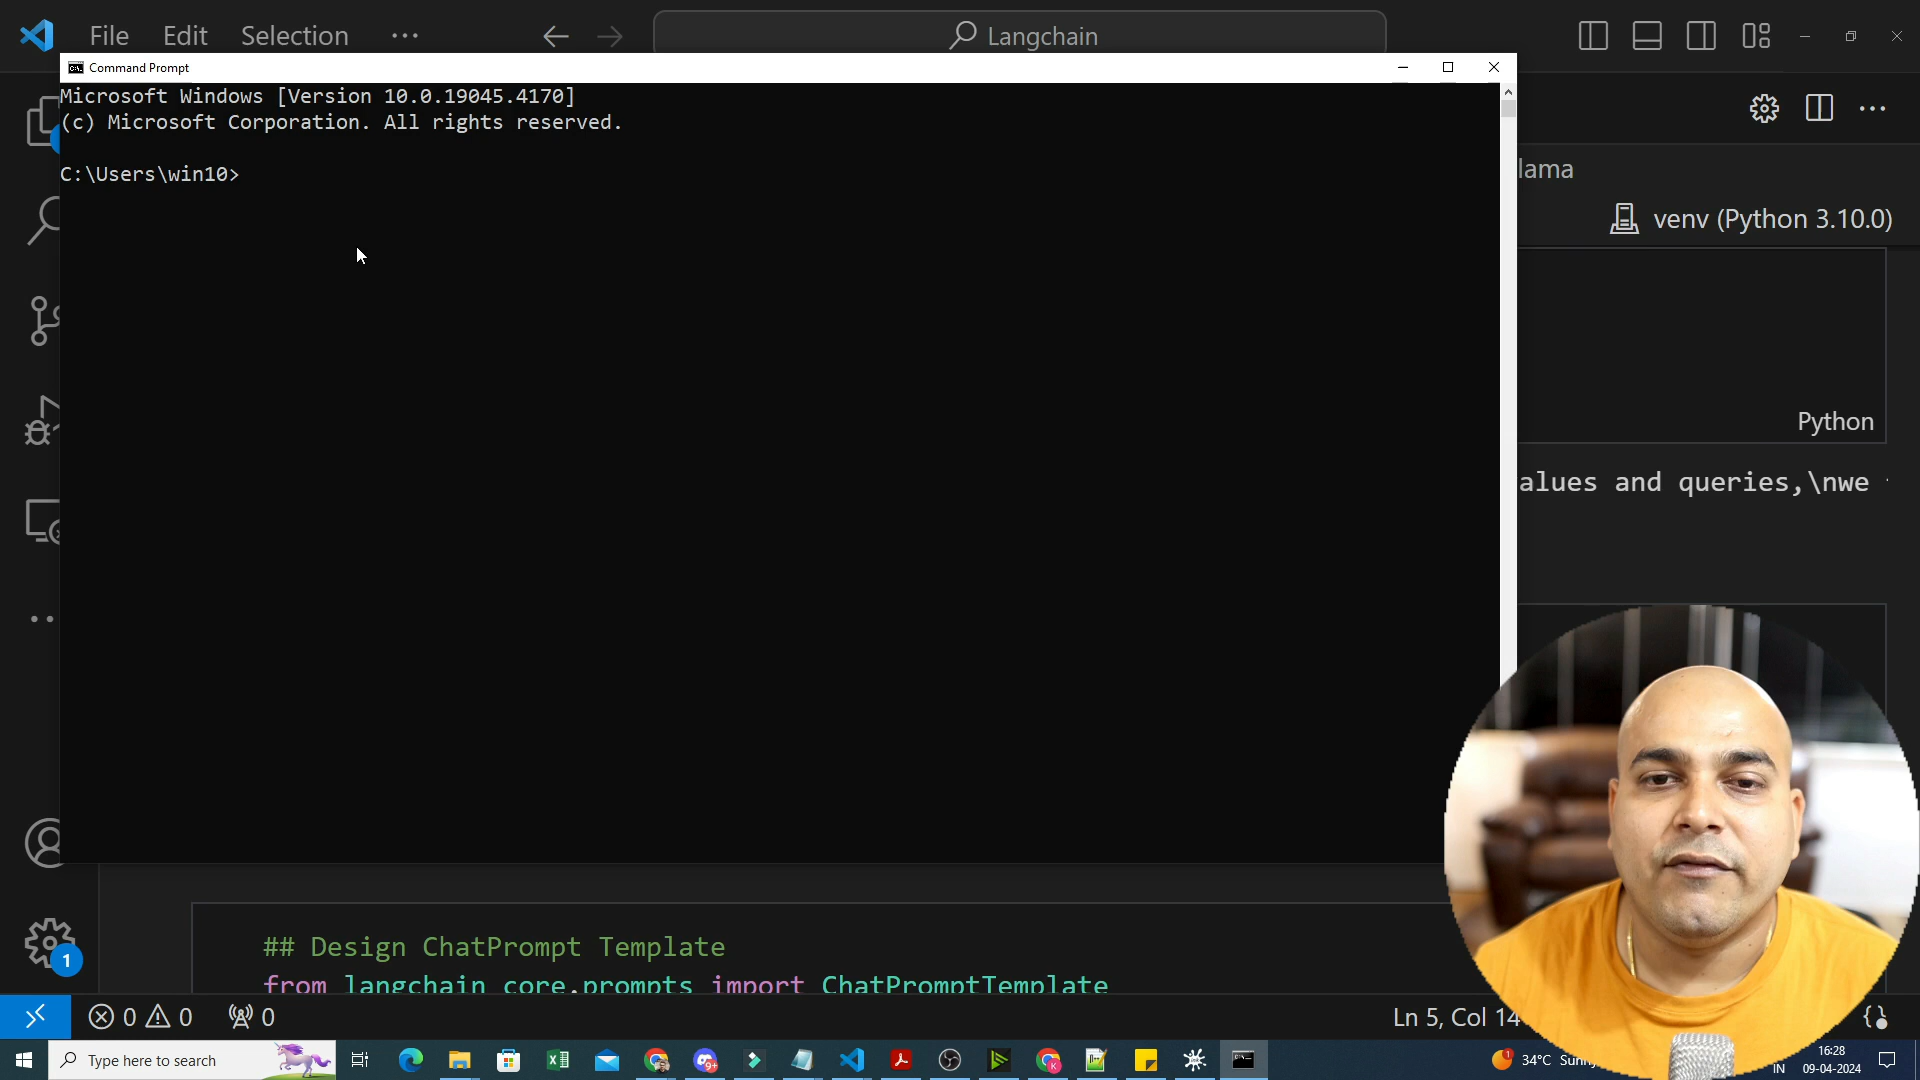 File Edit Selection ...
Langchain
Command Prompt
Microsoft Windows [Version 10.0.19045.4170]
(c) Microsoft Corporation. All rights reserved.
C:\Users\win10>
lama
venv (Python 3.10.0)
Python
alues and queries,\nwe
## Design ChatPrompt Template
from langchain_core.prompts import ChatPromptTemplate
1
0 0 0
Ln 5, Col 14
Type here to search
9+
34°C
IN
16:28
09-04-2024